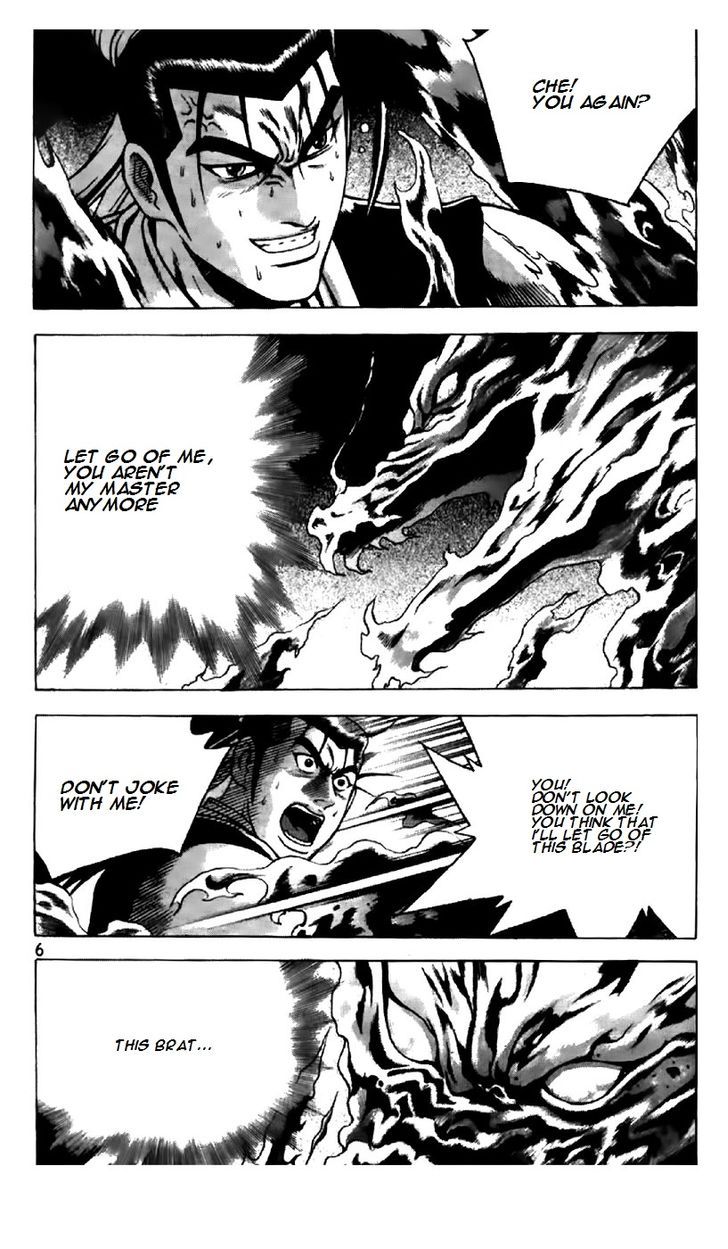 CHE!
YOU AGAIN?
LET GO OF ME,
YOU AREN'T
MY MASTER
ANYMORE
YOU!
DON'T LOOK
DOWN ON ME!
YOU THINK THAT
I'LL LET GO OF
THIS BLADE?!
DON'T JOKE
WITH ME!
6
THIS BRAT...